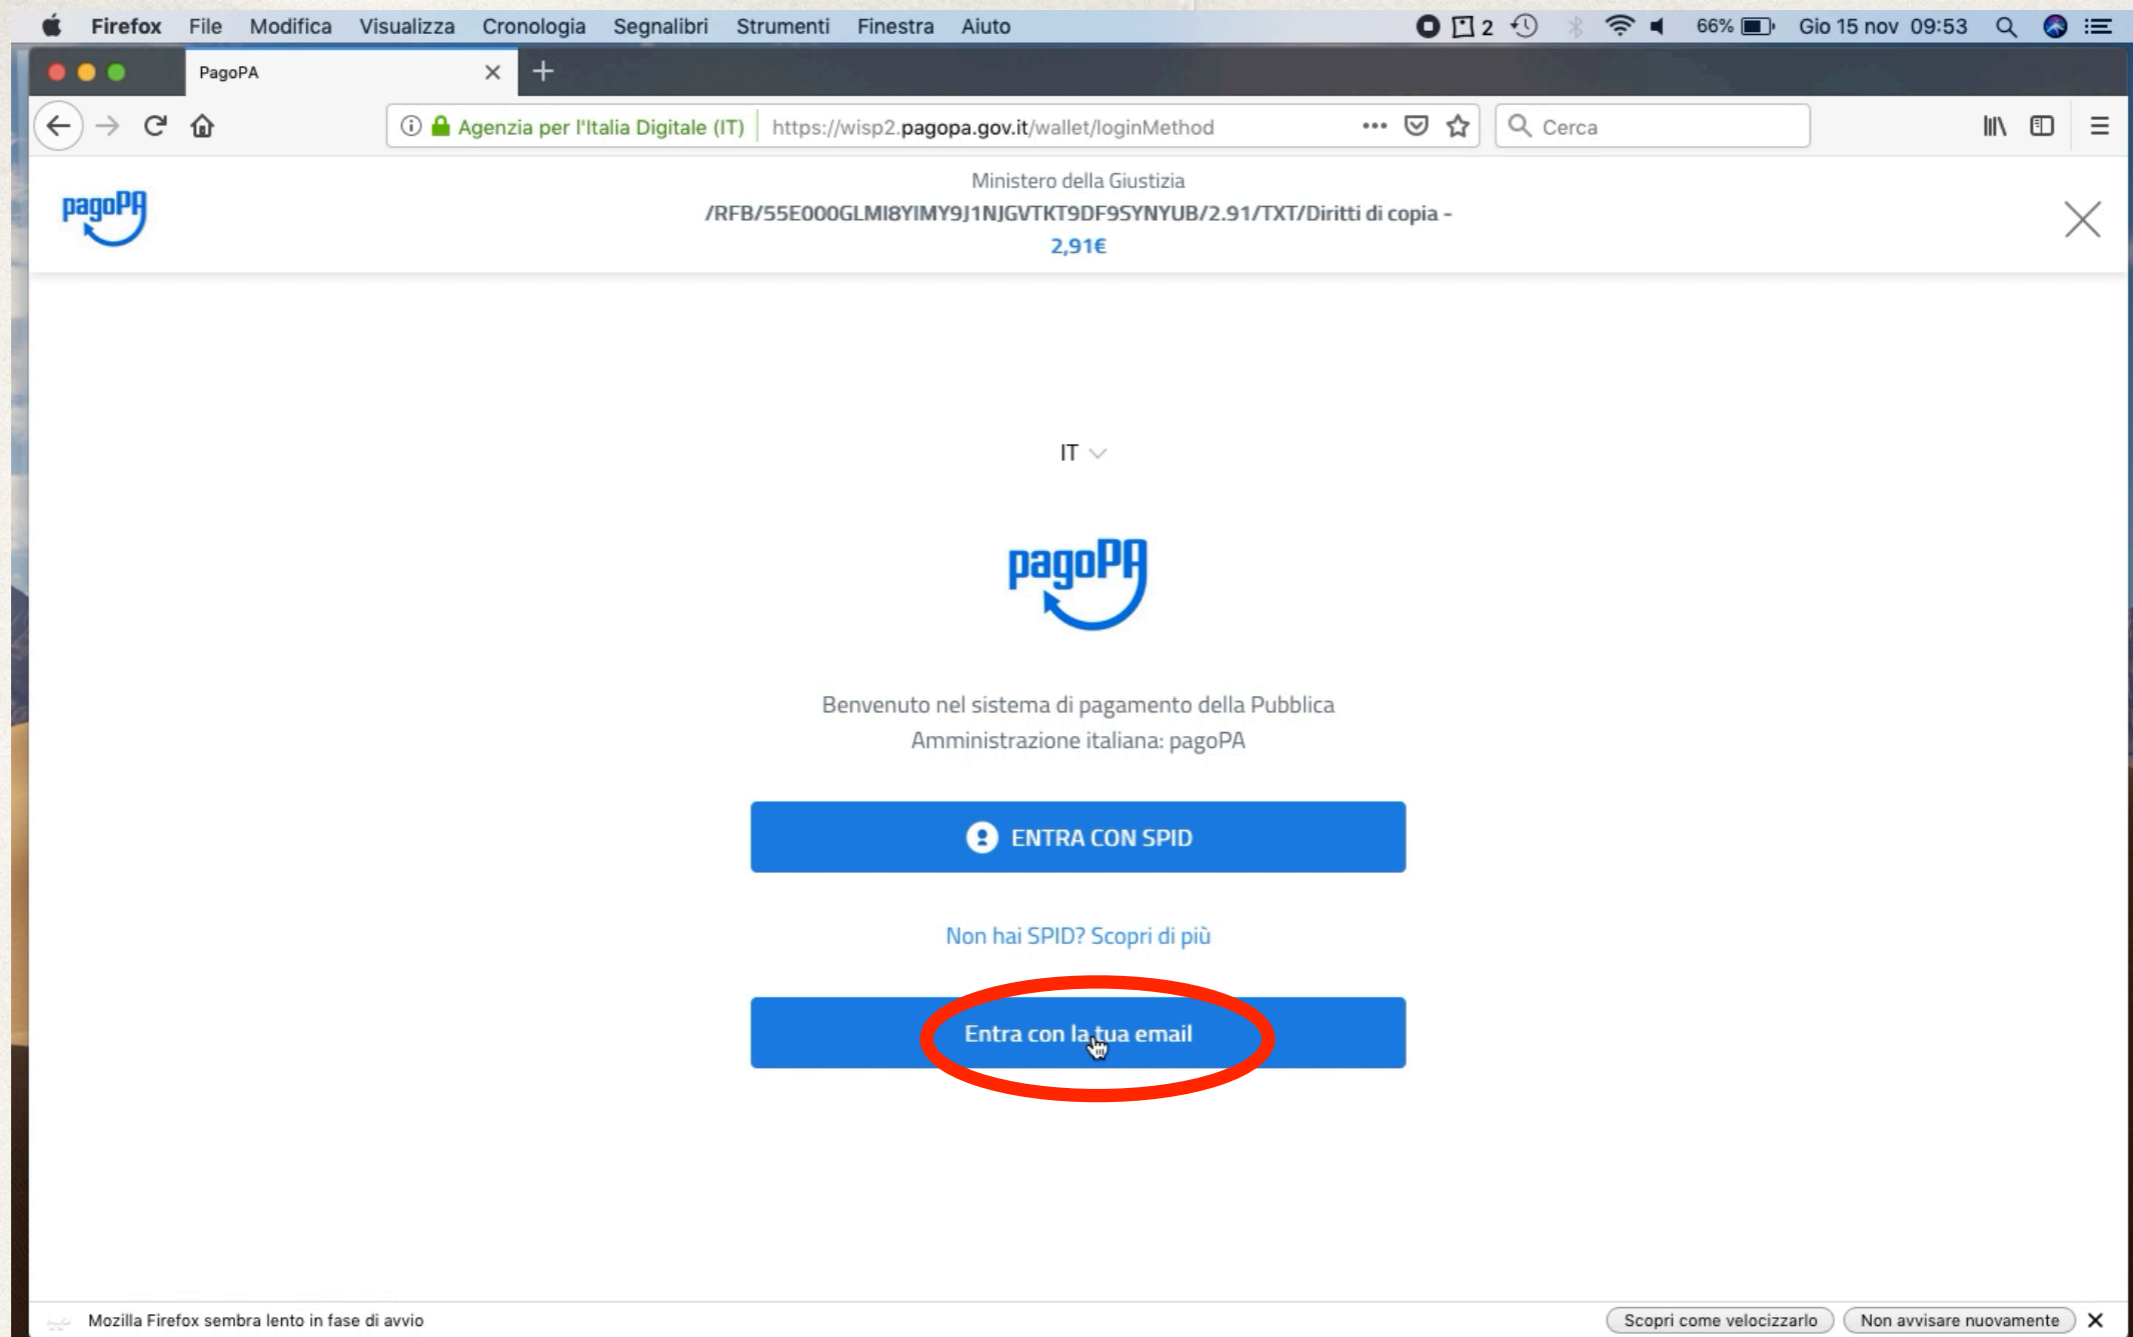 Firefox File Modifica Visualizza Cronologia Segnalibri Strumenti Finestra Aiuto 2 66% Gio 15 nov 09:53
PagoPA
Agenzia per l'Italia Digitale (IT) https://wisp2.pagopa.gov.it/wallet/loginMethod Cerca
Ministero della Giustizia
pagoPA
/RFB/55E000GLMI8YIMY9J1NJGVTKT9DF9SYNYUB/2.91/TXT/Diritti di copia -
2,91€
IT
pagoPA
Benvenuto nel sistema di pagamento della Pubblica
Amministrazione italiana: pagoPA
ENTRA CON SPID
Non hai SPID? Scopri di più
Entra con la tua email
Mozilla Firefox sembra lento in fase di avvio Scopri come velocizzarlo Non avvisare nuovamente